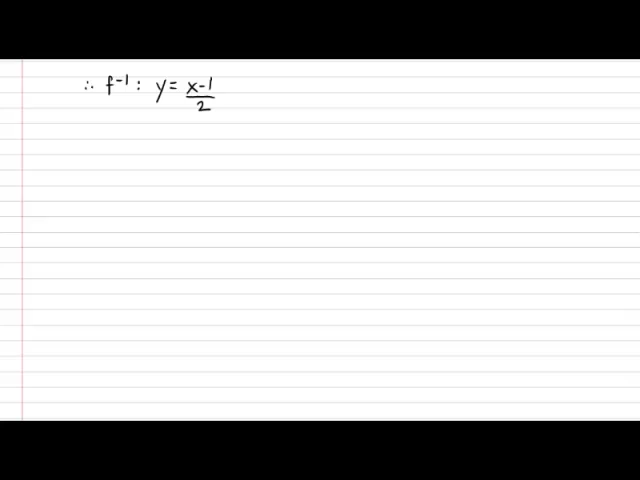 ∴ f⁻¹ : y = x-1/2